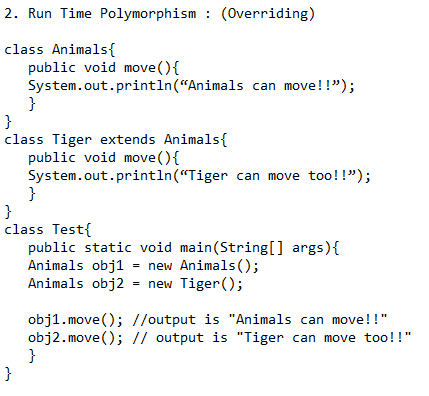 2. Run Time Polymorphism : (Overriding)
class Animals{
public void move(){
System.out.println(“Animals can move!!”);
}
}
class Tiger extends Animals{
public void move(){
System.out.println(“Tiger can move too!!”);
}
}
class Test{
public static void main(String[] args){
Animals obj1 = new Animals();
Animals obj2 = new Tiger();
obj1.move(); //output is "Animals can move!!"
obj2.move(); // output is "Tiger can move too!!"
}
}